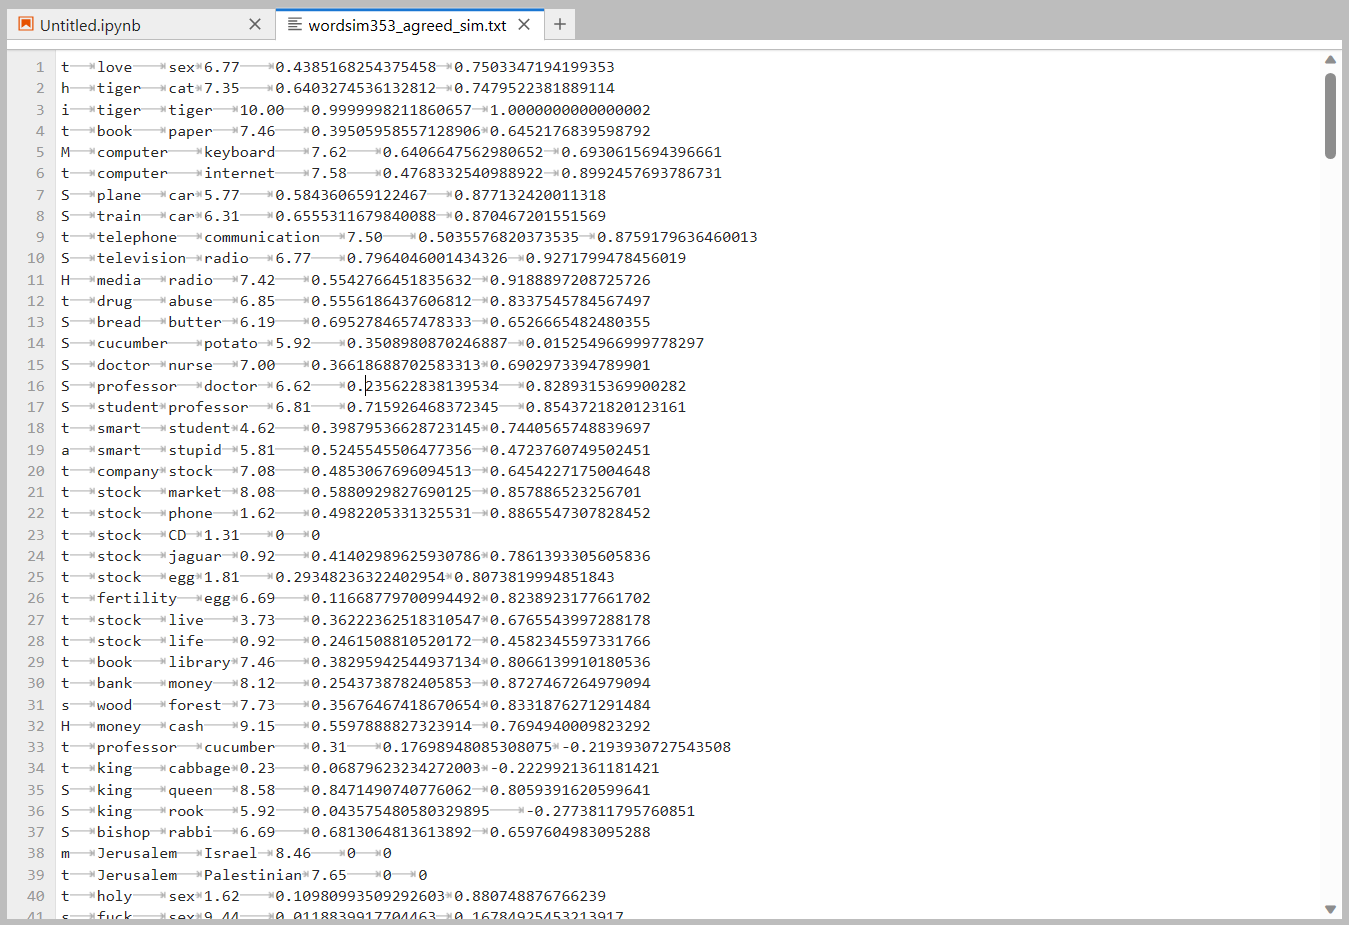 Untitled.ipynb
wordsim353_agreed_sim.txt
1 t love sex 6.77 0.4385168254375458 0.7503347194199353
2 h tiger cat 7.35 0.6403274536132812 0.7479522381889114
3 i tiger tiger 10.00 0.9999998211860657 1.0000000000000002
4 t book paper 7.46 0.39505958557128906 0.6452176839598792
5 M computer keyboard 7.62 0.6406647562980652 0.6930615694396661
6 t computer internet 7.58 0.4768332540988922 0.8992457693786731
7 S plane car 5.77 0.584360659122467 0.877132420011318
8 S train car 6.31 0.6555311679840088 0.870467201551569
9 t telephone communication 7.50 0.5035576820373535 0.8759179636460013
10 S television radio 6.77 0.7964046001434326 0.9271799478456019
11 H media radio 7.42 0.5542766451835632 0.9188897208725726
12 t drug abuse 6.85 0.5556186437606812 0.8337545784567497
13 S bread butter 6.19 0.6952784657478333 0.6526665482480355
14 S cucumber potato 5.92 0.3508980870246887 0.015254966999778297
15 S doctor nurse 7.00 0.36618688702583313 0.6902973394789901
16 S professor doctor 6.62 0.235622838139534 0.8289315369900282
17 S student professor 6.81 0.715926468372345 0.8543721820123161
18 t smart student 4.62 0.39879536628723145 0.7440565748839697
19 a smart stupid 5.81 0.5245545506477356 0.4723760749502451
20 t company stock 7.08 0.4853067696094513 0.6454227175004648
21 t stock market 8.08 0.5880929827690125 0.857886523256701
22 t stock phone 1.62 0.4982205331325531 0.8865547307828452
23 t stock CD 1.31 0 0
24 t stock jaguar 0.92 0.41402989625930786 0.7861393305605836
25 t stock egg 1.81 0.29348236322402954 0.8073819994851843
26 t fertility egg 6.69 0.11668779700994492 0.8238923177661702
27 t stock live 3.73 0.36222362518310547 0.6765543997288178
28 t stock life 0.92 0.2461508810520172 0.4582345597331766
29 t book library 7.46 0.38295942544937134 0.8066139910180536
30 t bank money 8.12 0.2543738782405853 0.8727467264979094
31 s wood forest 7.73 0.35676467418670654 0.8331876271291484
32 H money cash 9.15 0.5597888827323914 0.7694940009823292
33 t professor cucumber 0.31 0.17698948085308075 -0.2193930727543508
34 t king cabbage 0.23 0.06879623234272003 -0.2229921361181421
35 S king queen 8.58 0.8471490740776062 0.8059391620599641
36 S king rook 5.92 0.043575480580329895 -0.2773811795760851
37 S bishop rabbi 6.69 0.6813064813613892 0.6597604983095288
38 m Jerusalem Israel 8.46 0 0
39 t Jerusalem Palestinian 7.65 0 0
40 t holy sex 1.62 0.10980993509292603 0.880748876766239
41 s fuck sex 9.44 0.0118839917704463 0.16784925453213917